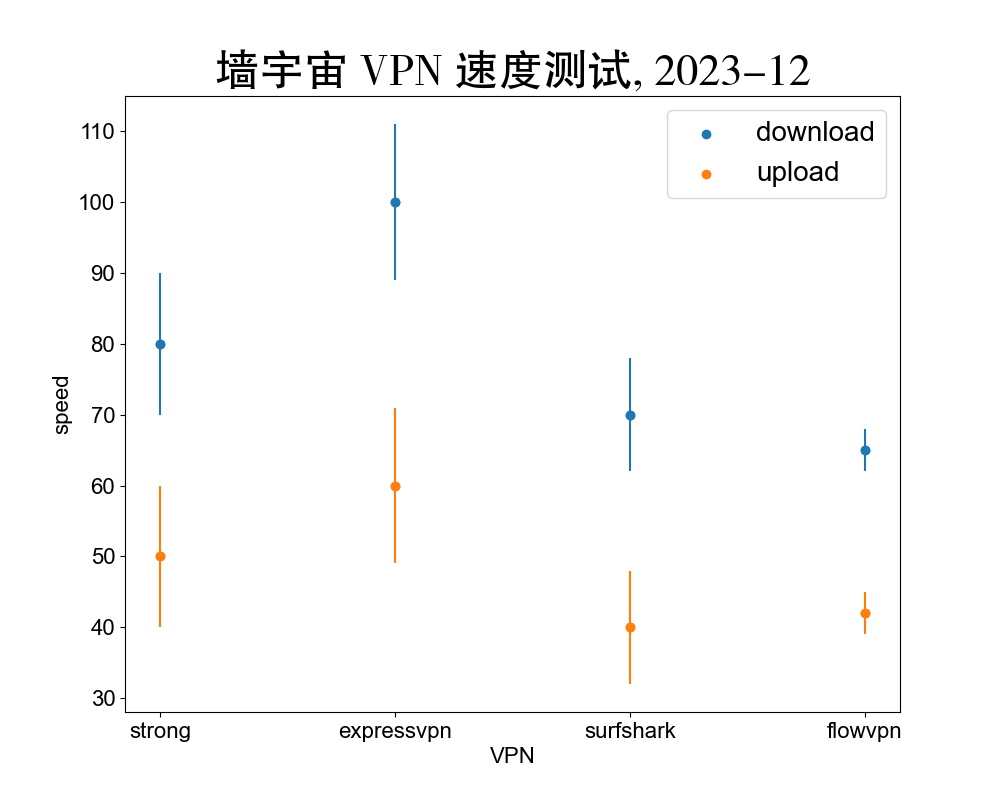 墙宇宙 VPN 速度测试, 2023-12
download
upload
110
100
90
80
70
60
50
40
30
speed
strong expressvpn surfshark flowvpn
VPN